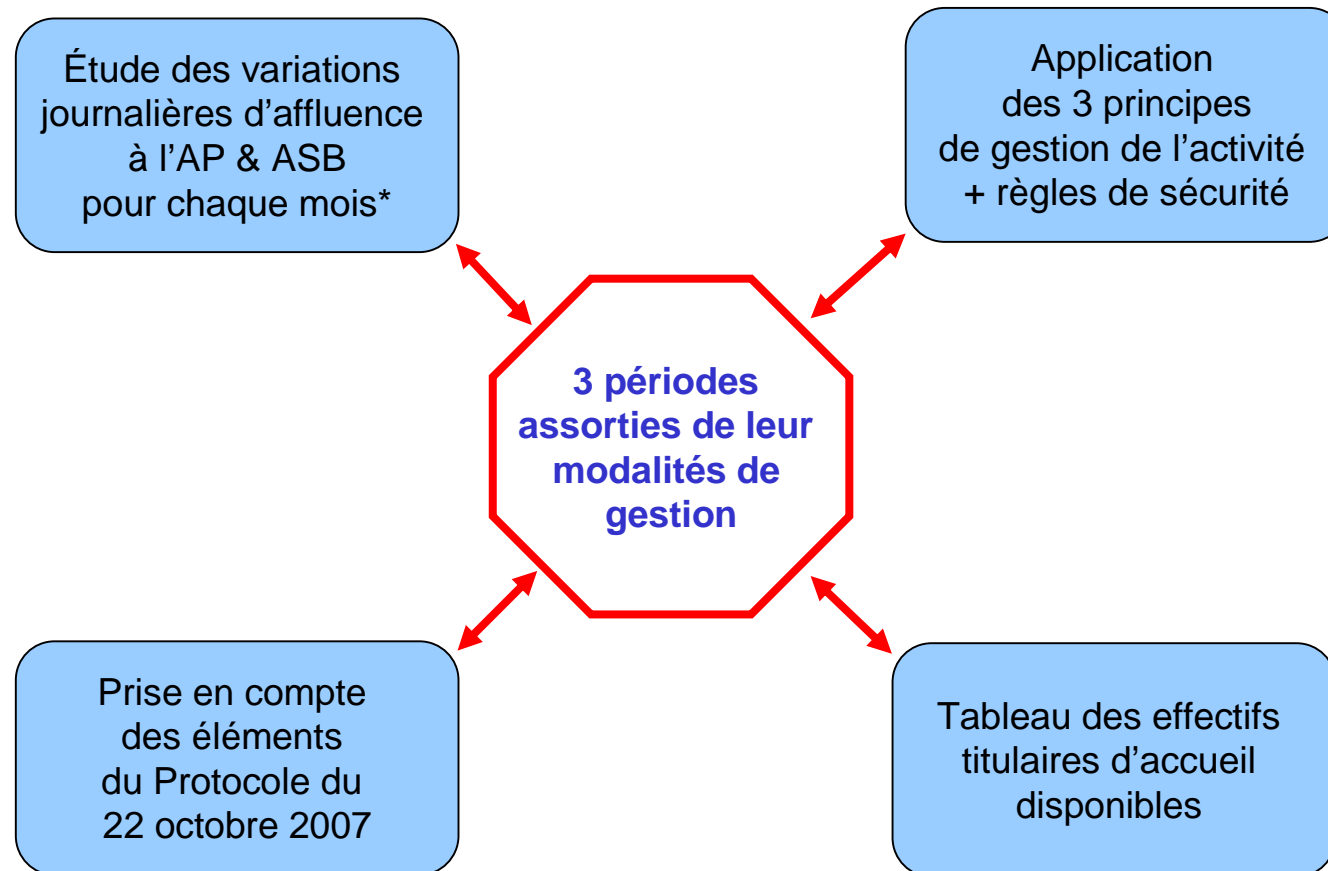 Étude des variations
journalières d’affluence
à l’AP & ASB
pour chaque mois*
Application
des 3 principes
de gestion de l’activité
+ règles de sécurité
3 périodes
assorties de leur
modalités de
gestion
Prise en compte
des éléments
du Protocole du
22 octobre 2007
Tableau des effectifs
titulaires d’accueil
disponibles